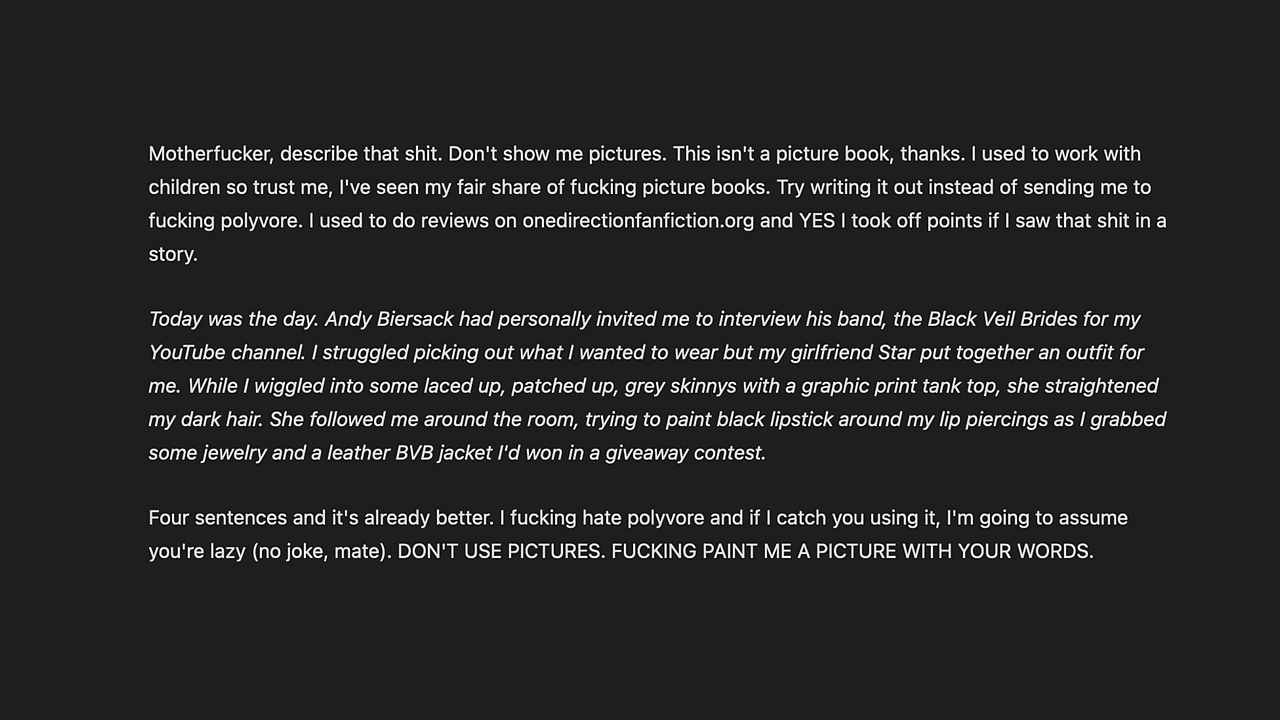 Motherfucker, describe that shit. Don't show me pictures. This isn't a picture book, thanks. I used to work with
children so trust me, I've seen my fair share of fucking picture books. Try writing it out instead of sending me to
fucking polyvore. I used to do reviews on onedirectionfanfiction.org and YES I took off points if I saw that shit in a
story.
Today was the day. Andy Biersack had personally invited me to interview his band, the Black Veil Brides for my
YouTube channel. I struggled picking out what I wanted to wear but my girlfriend Star put together an outfit for
me. While I wiggled into some laced up, patched up, grey skinnys with a graphic print tank top, she straightened
my dark hair. She followed me around the room, trying to paint black lipstick around my lip piercings as I grabbed
some jewelry and a leather BVB jacket I'd won in a giveaway contest.
Four sentences and it's already better. I fucking hate polyvore and if I catch you using it, I'm going to assume
you're lazy (no joke, mate). DON'T USE PICTURES. FUCKING PAINT ME A PICTURE WITH YOUR WORDS.